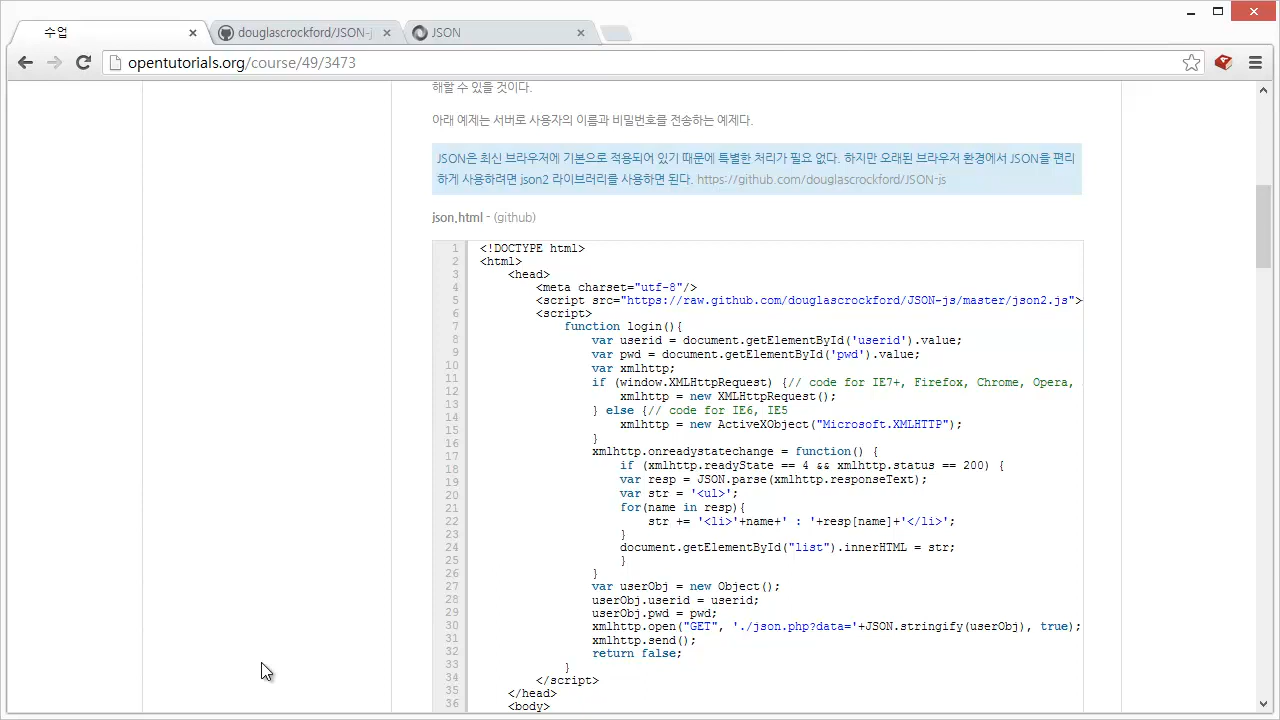 수업
douglascrockford/JSON-j
JSON
opentutorials.org/course/49/3473
해할 수 있을 것이다.
아래 예제는 서버로 사용자의 이름과 비밀번호를 전송하는 예제다.
JSON은 최신 브라우저에 기본으로 적용되어 있기 때문에 특별한 처리가 필요 없다. 하지만 오래된 브라우저 환경에서 JSON을 편리
하게 사용하려면 json2 라이브러리를 사용하면 된다. https://github.com/douglascrockford/JSON-js
json.html - (github)
1 <!DOCTYPE html>
2 <html>
3 <head>
4 <meta charset="utf-8"/>
5 <script src="https://raw.github.com/douglascrockford/JSON-js/master/json2.js">
6 <script>
7 function login(){
8 var userid = document.getElementById('userid').value;
9 var pwd = document.getElementById('pwd').value;
10 var xmlhttp;
11 if (window.XMLHttpRequest) {// code for IE7+, Firefox, Chrome, Opera,
12 xmlhttp = new XMLHttpRequest();
13 } else {// code for IE6, IE5
14 xmlhttp = new ActiveXObject("Microsoft.XMLHTTP");
15 }
16 xmlhttp.onreadystatechange = function() {
17 if (xmlhttp.readyState == 4 && xmlhttp.status == 200) {
18 var resp = JSON.parse(xmlhttp.responseText);
19 var str = '<ul>';
20 for(name in resp){
21 str += '<li>'+name+' : '+resp[name]+'</li>';
22 }
23 document.getElementById("list").innerHTML = str;
24 }
25 }
26 var userObj = new Object();
27 userObj.userid = userid;
28 userObj.pwd = pwd;
29 xmlhttp.open("GET", './json.php?data='+JSON.stringify(userObj), true);
30 xmlhttp.send();
31 return false;
32 }
33 </script>
34 </head>
35 <body>
36